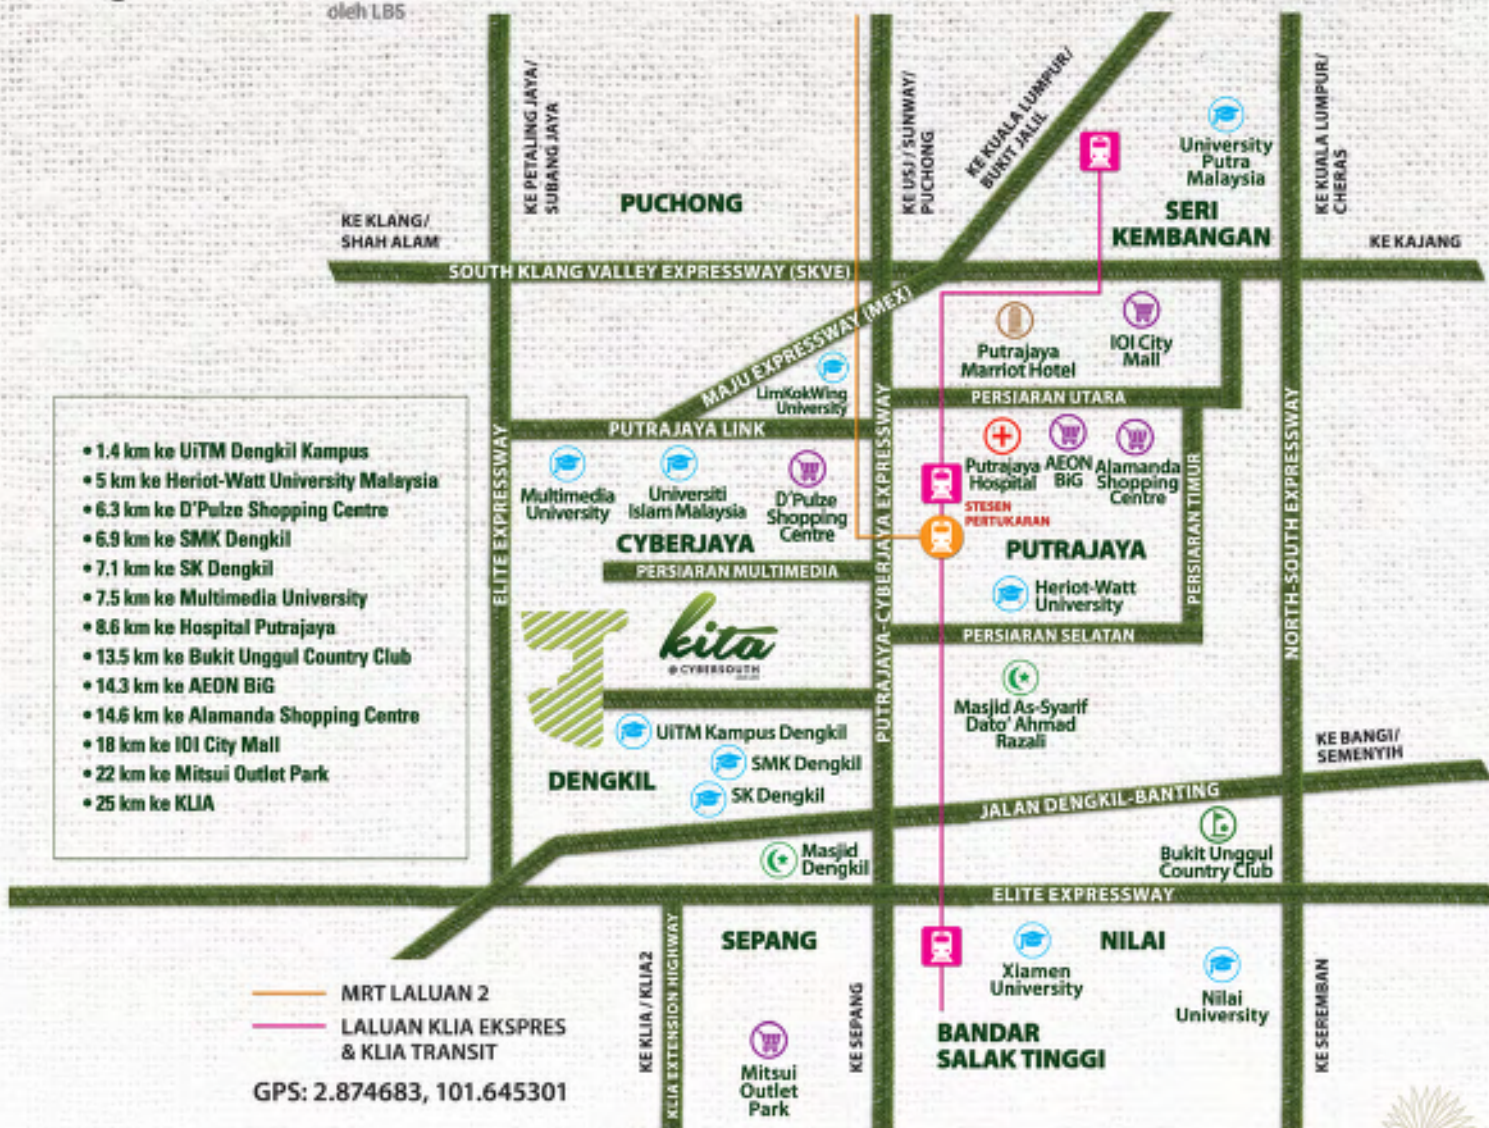 oleh LBS
KE PETALING JAYA/
SUBANG JAYA
KE USJ / SUNWAY/
PUCHONG
KE KUALA LUMPUR/
BUKIT JALIL
KE KUALA LUMPUR/
CHERAS
University
Putra
Malaysia
PUCHONG
SERI
KEMBANGAN
KE KLANG/
SHAH ALAM
KE KAJANG
SOUTH KLANG VALLEY EXPRESSWAY (SKVE)
MAJU EXPRESSWAY (MEX)
Putrajaya
Marriot Hotel
IOI City
Mall
LimKokWing
University
PERSIARAN UTARA
PUTRAJAYA LINK
ELITE EXPRESSWAY
PUTRAJAYA-CYBERJAYA EXPRESSWAY
NORTH-SOUTH EXPRESSWAY
PERSIARAN TIMUR
Multimedia
University
Universiti
Islam Malaysia
D'Pulze
Shopping
Centre
Putrajaya
Hospital
AEON
BiG
Alamanda
Shopping
Centre
STESEN
PERTUKARAN
CYBERJAYA
PUTRAJAYA
PERSIARAN MULTIMEDIA
Heriot-Watt
University
kita
@ CYBERSOUTH
PERSIARAN SELATAN
Masjid As-Syarif
Dato' Ahmad
Razali
UiTM Kampus Dengkil
SMK Dengkil
SK Dengkil
DENGKIL
KE BANGI/
SEMENYIH
JALAN DENGKIL-BANTING
Masjid
Dengkil
Bukit Unggul
Country Club
ELITE EXPRESSWAY
• 1.4 km ke UiTM Dengkil Kampus
• 5 km ke Heriot-Watt University Malaysia
• 6.3 km ke D'Pulze Shopping Centre
• 6.9 km ke SMK Dengkil
• 7.1 km ke SK Dengkil
• 7.5 km ke Multimedia University
• 8.6 km ke Hospital Putrajaya
• 13.5 km ke Bukit Unggul Country Club
• 14.3 km ke AEON BiG
• 14.6 km ke Alamanda Shopping Centre
• 18 km ke IOI City Mall
• 22 km ke Mitsui Outlet Park
• 25 km ke KLIA
SEPANG
NILAI
Xiamen
University
Nilai
University
BANDAR
SALAK TINGGI
KE KLIA / KLIA2
KLIA EXTENSION HIGHWAY
Mitsui
Outlet
Park
KE SEPANG
KE SEREMBAN
MRT LALUAN 2
LALUAN KLIA EKSPRES
& KLIA TRANSIT
GPS: 2.874683, 101.645301